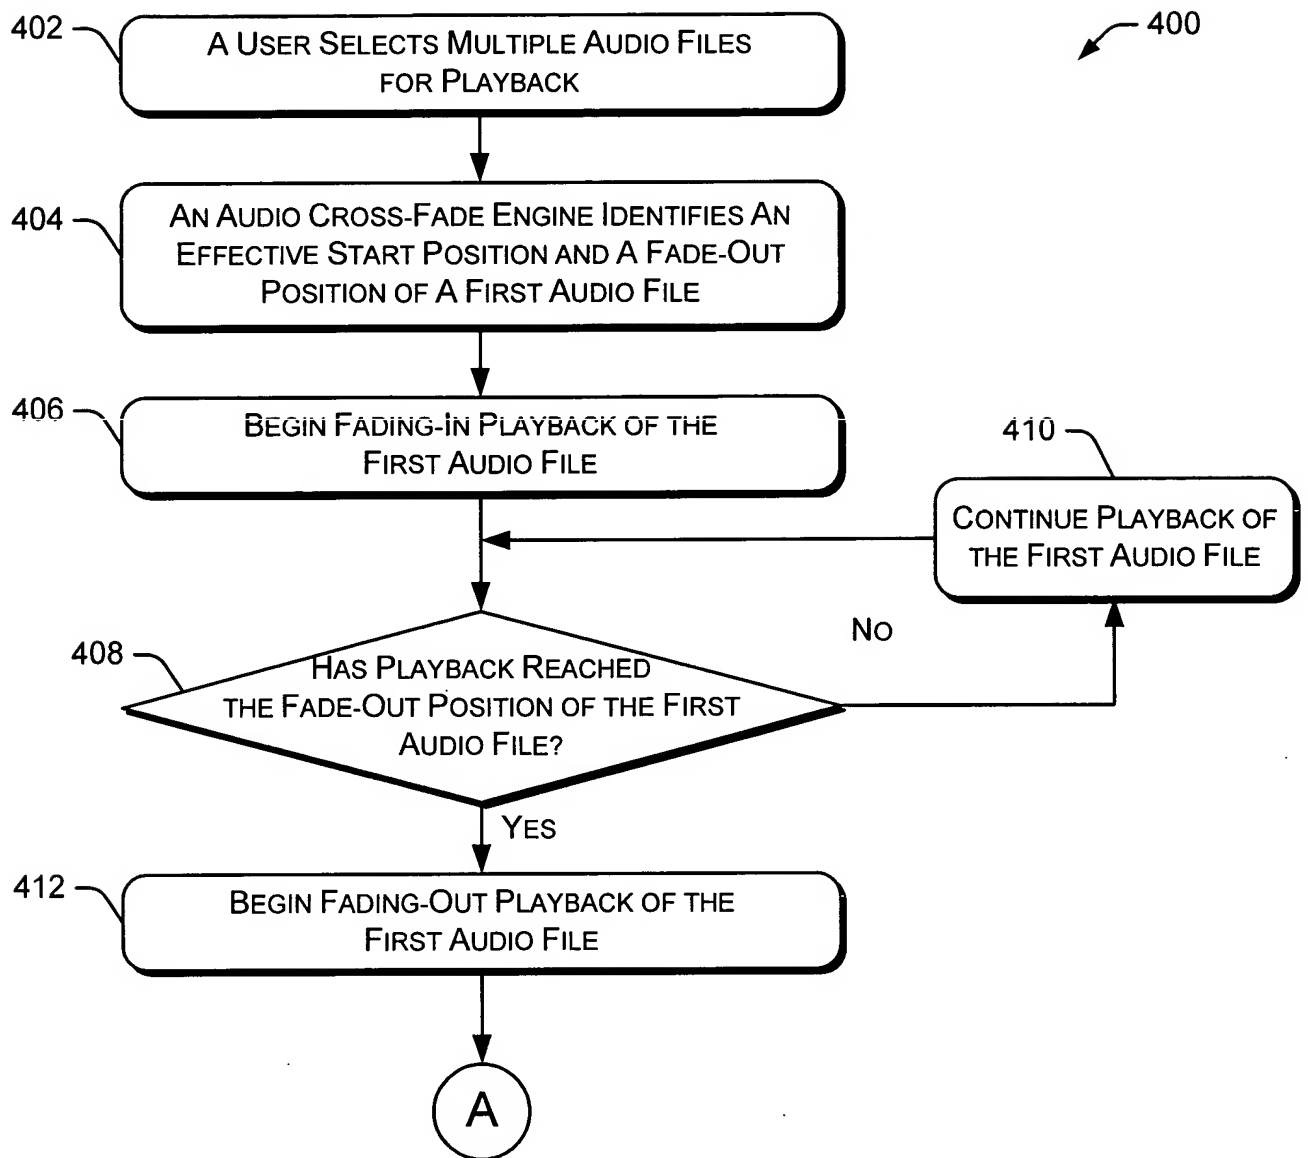 402
A USER SELECTS MULTIPLE AUDIO FILES
FOR PLAYBACK
400
404
AN AUDIO CROSS-FADE ENGINE IDENTIFIES AN
EFFECTIVE START POSITION AND A FADE-OUT
POSITION OF A FIRST AUDIO FILE
406
BEGIN FADING-IN PLAYBACK OF THE
FIRST AUDIO FILE
410
CONTINUE PLAYBACK OF
THE FIRST AUDIO FILE
NO
408
HAS PLAYBACK REACHED
THE FADE-OUT POSITION OF THE FIRST
AUDIO FILE?
YES
412
BEGIN FADING-OUT PLAYBACK OF THE
FIRST AUDIO FILE
A